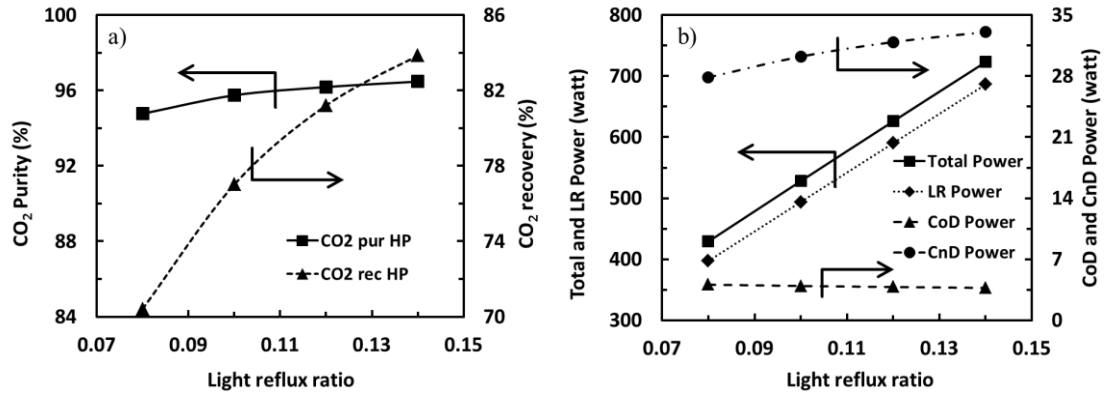 a)
100
98
96
94
92
90
88
86
84
CO2 Purity (%)
86
82
78
74
70
CO2 recovery (%)
CO2 pur HP
CO2 rec HP
0.07 0.09 0.11 0.13 0.15
Light reflux ratio
b)
800
700
600
500
400
350
300
Total and LR Power (watt)
35
28
21
20
14
7
0
CoD and CnD Power (watt)
Total Power
LR Power
CoD Power
CnD Power
0.07 0.09 0.11 0.13 0.15
Light reflux ratio